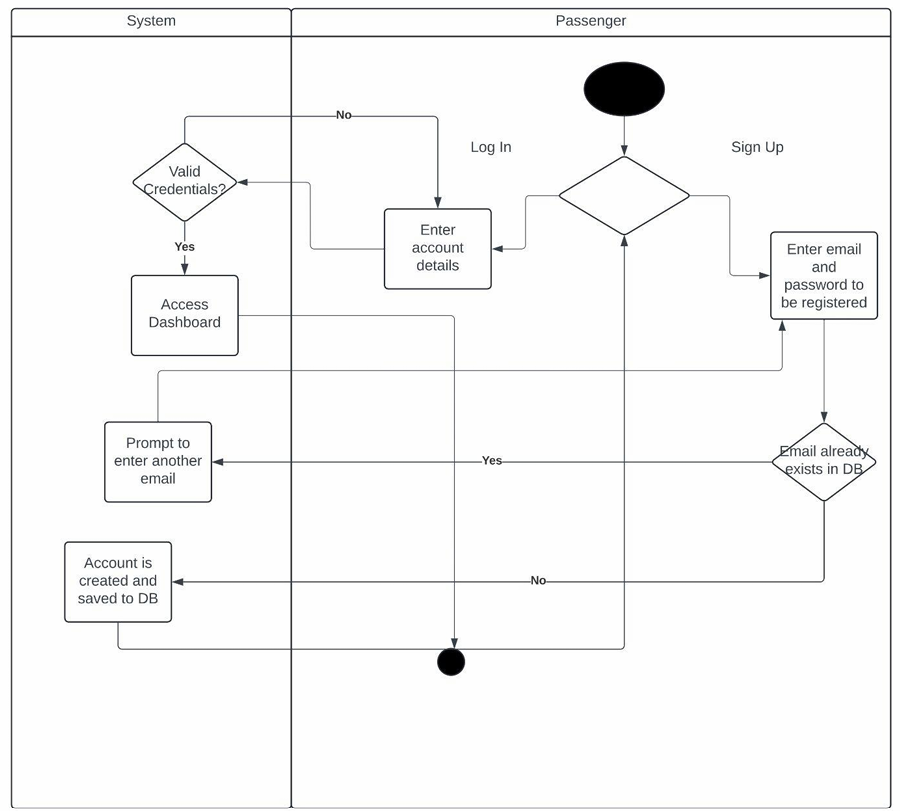 System
Passenger
No
Log In
Sign Up
Valid
Credentials?
Enter
account
details
Enter email
and
password to
be registered
Yes
Access
Dashboard
Prompt to
enter another
email
Yes
Email already
exists in DB
Account is
created and
saved to DB
No